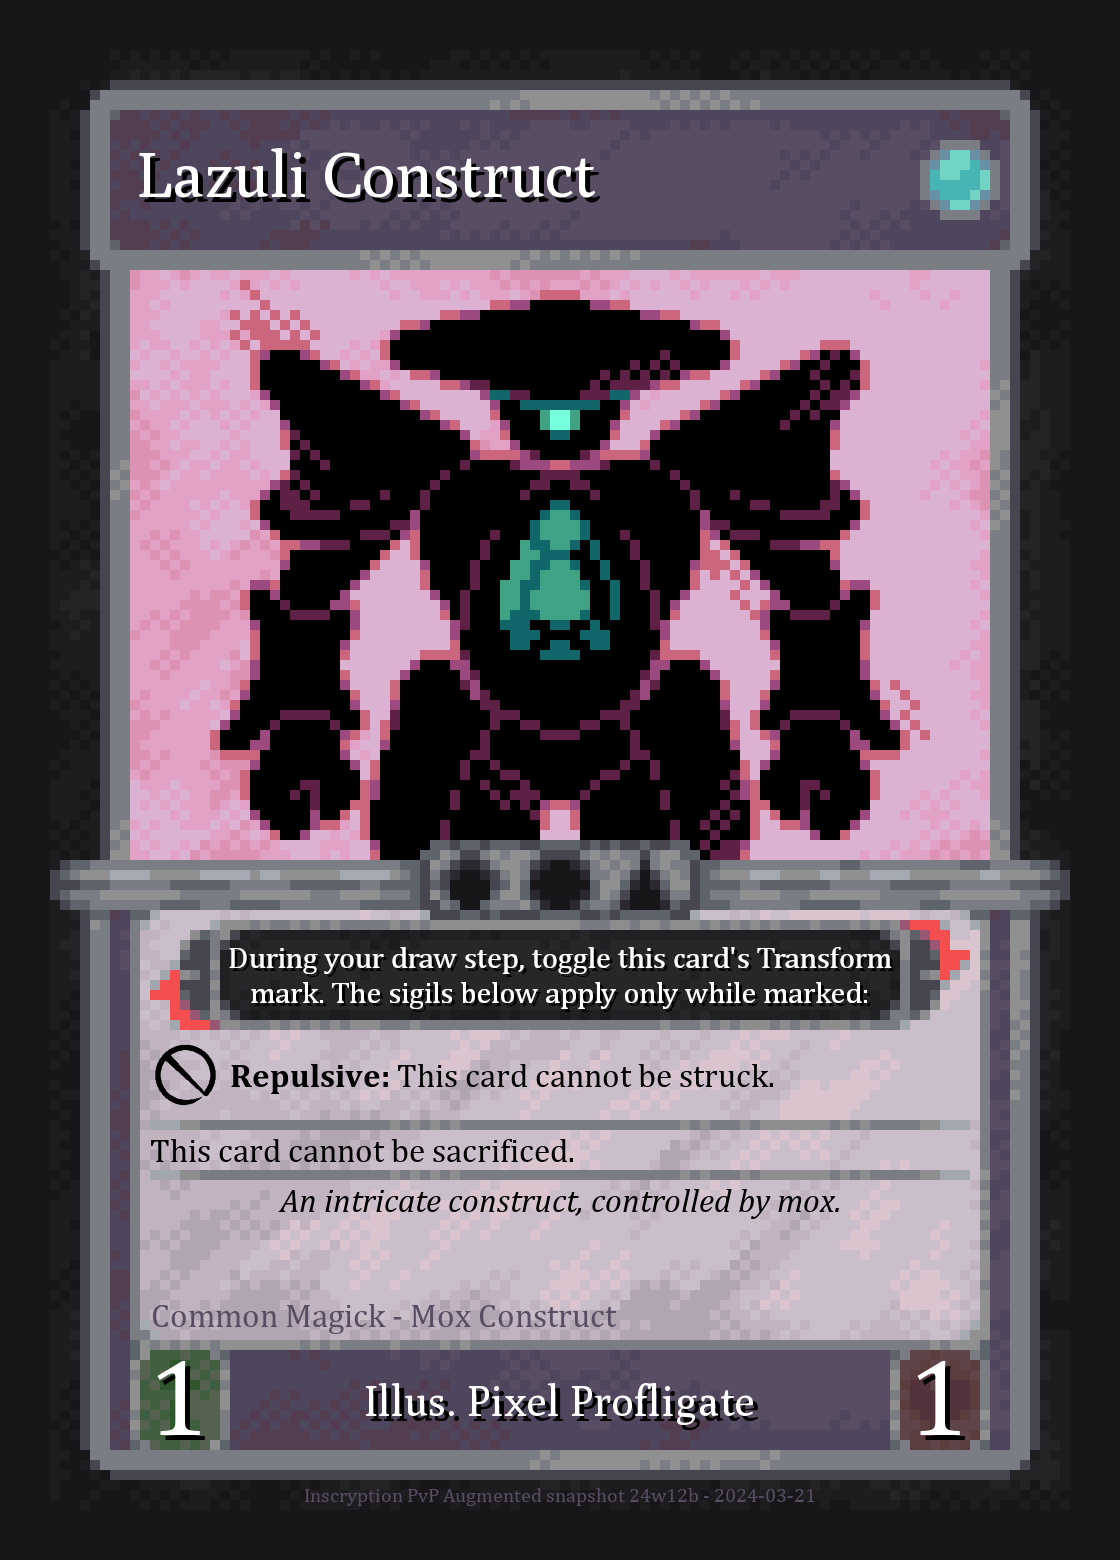 Lazuli Construct
During your draw step, toggle this card's Transform
mark. The sigils below apply only while marked:
Repulsive: This card cannot be struck.
This card cannot be sacrificed.
An intricate construct, controlled by mox.
Common Magick - Mox Construct
1
Illus. Pixel Profligate
1
Inscryption PvP Augmented snapshot 24w12b - 2024-03-21